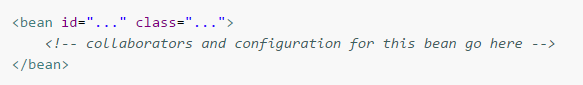 <bean id="..." class="...">
    <!-- collaborators and configuration for this bean go here -->
</bean>